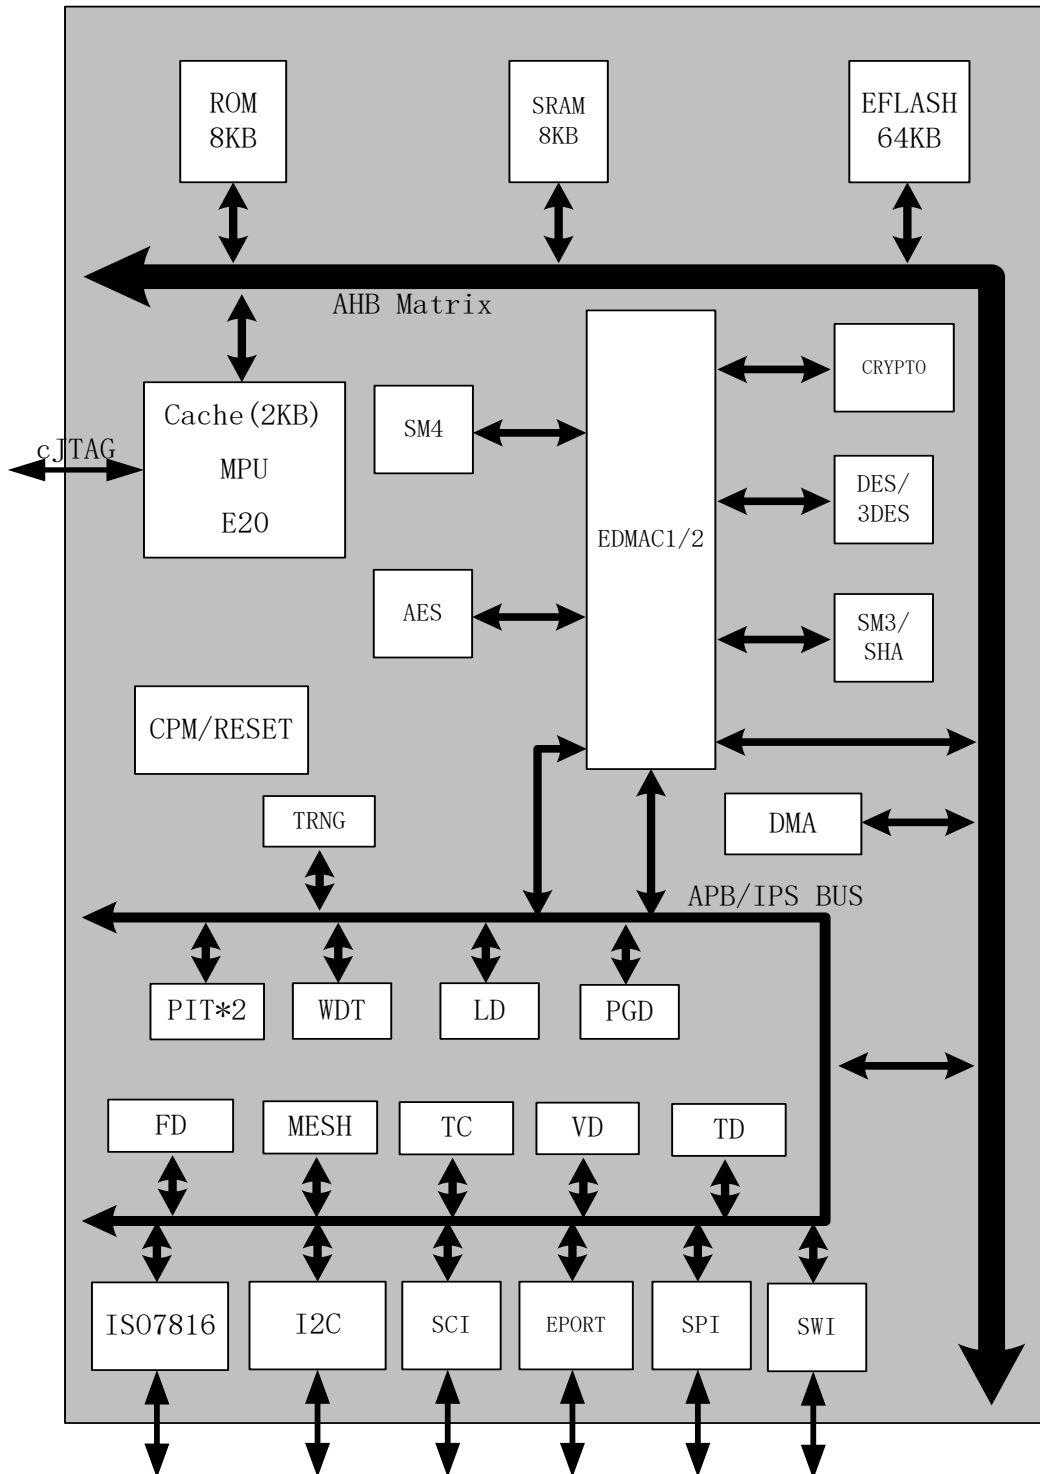 ROM
8KB
SRAM
8KB
EFLASH
64KB
AHB Matrix
CRYPTO
Cache(2KB)
MPU
E20
cJTAG
SM4
DES/
3DES
EDMAC1/2
AES
SM3/
SHA
CPM/RESET
TRNG
DMA
APB/IPS BUS
PIT*2
WDT
LD
PGD
FD
MESH
TC
VD
TD
ISO7816
I2C
SCI
EPORT
SPI
SWI